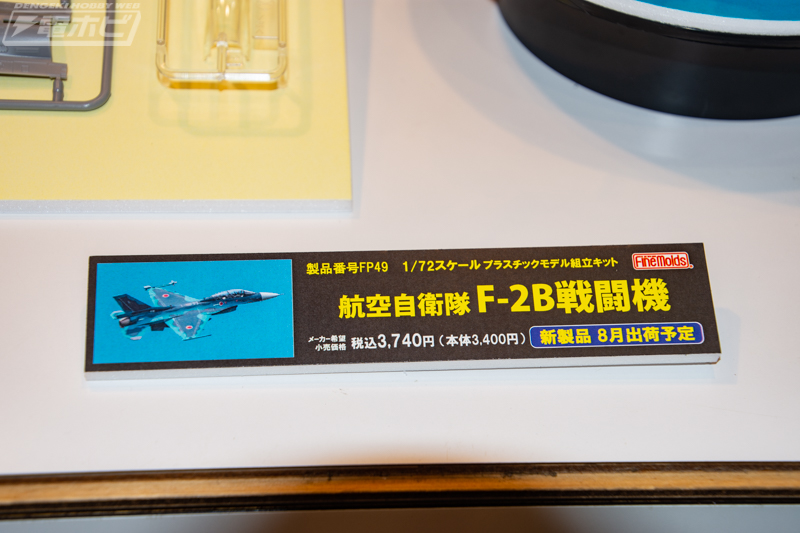 DENGEKI HOBBY WEB
電ホビ
製品番号FP49 1/72スケール プラスチックモデル組立キット
FineMolds
航空自衛隊 F-2B戦闘機
メーカー希望
小売価格 税込3,740円(本体3,400円)
新製品 8月出荷予定